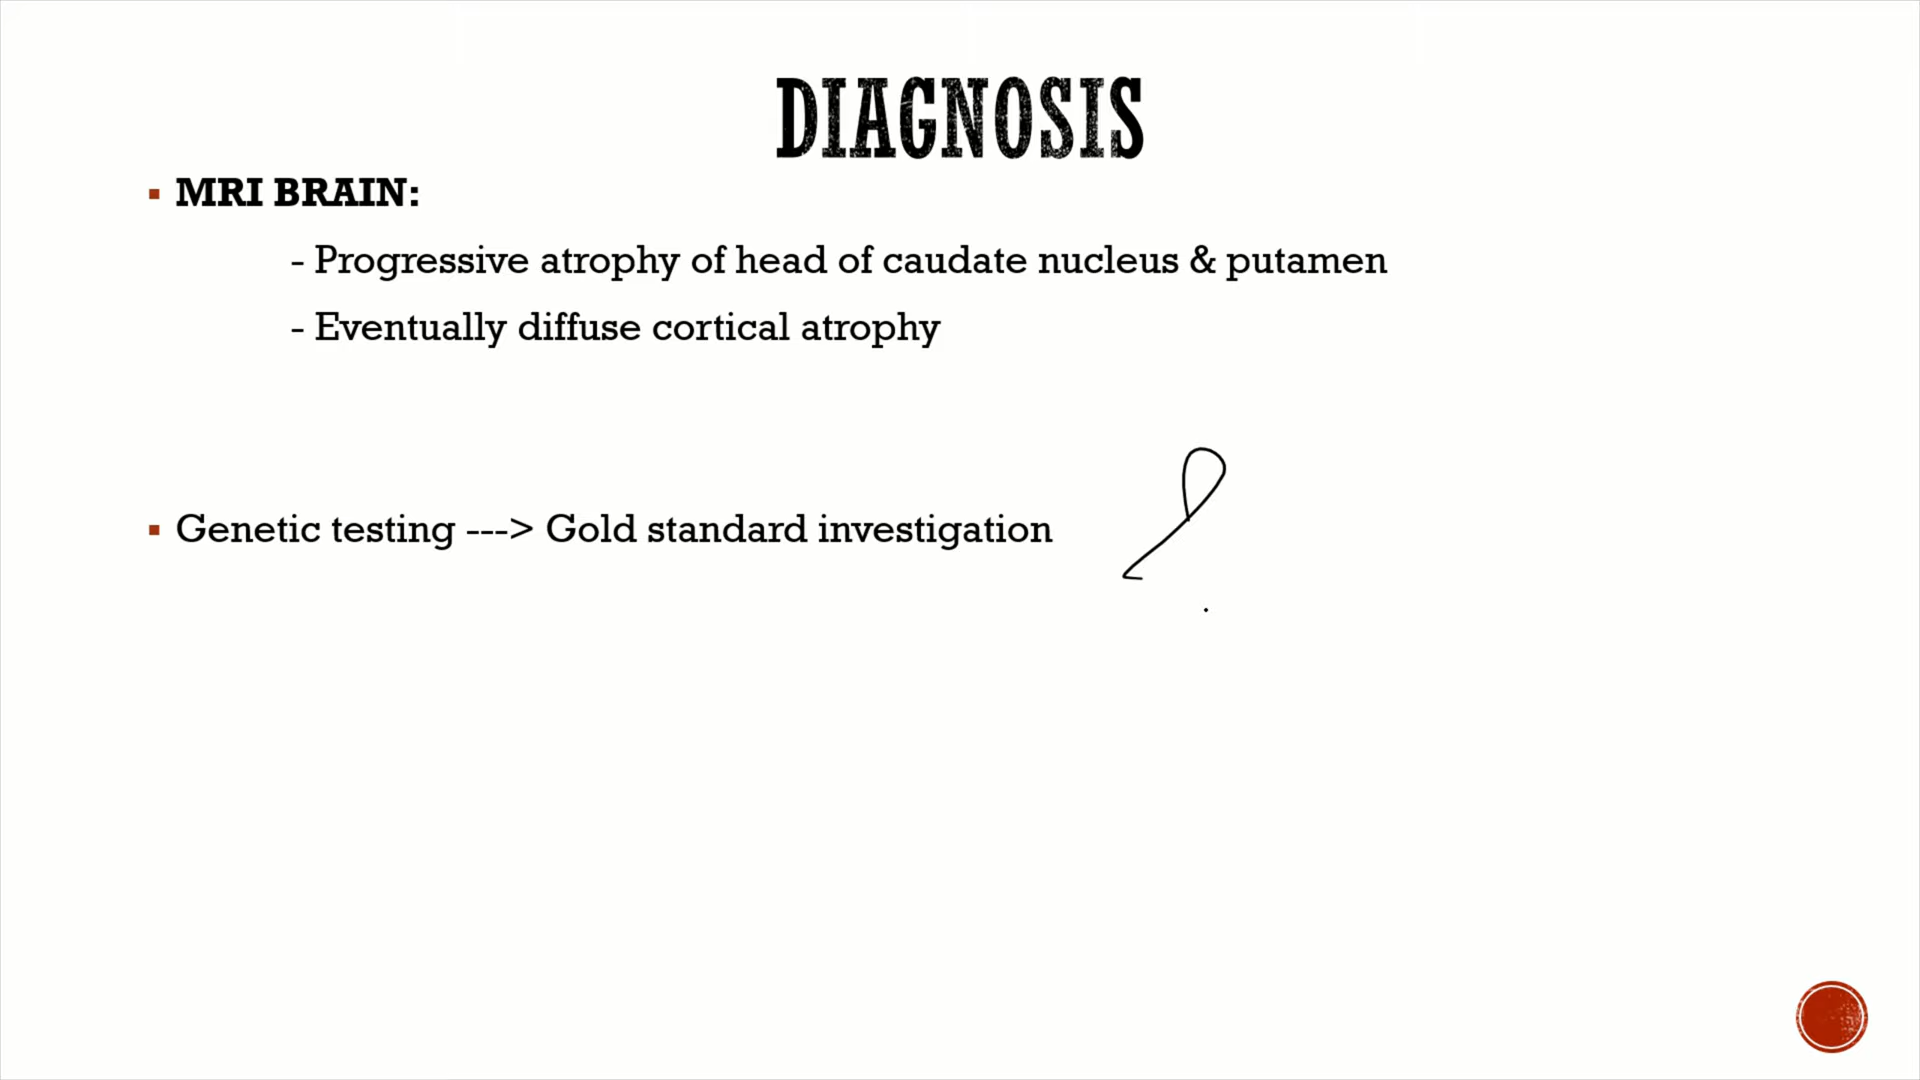 DIAGNOSIS
▪ MRI BRAIN:
- Progressive atrophy of head of caudate nucleus & putamen
- Eventually diffuse cortical atrophy
▪ Genetic testing ---> Gold standard investigation